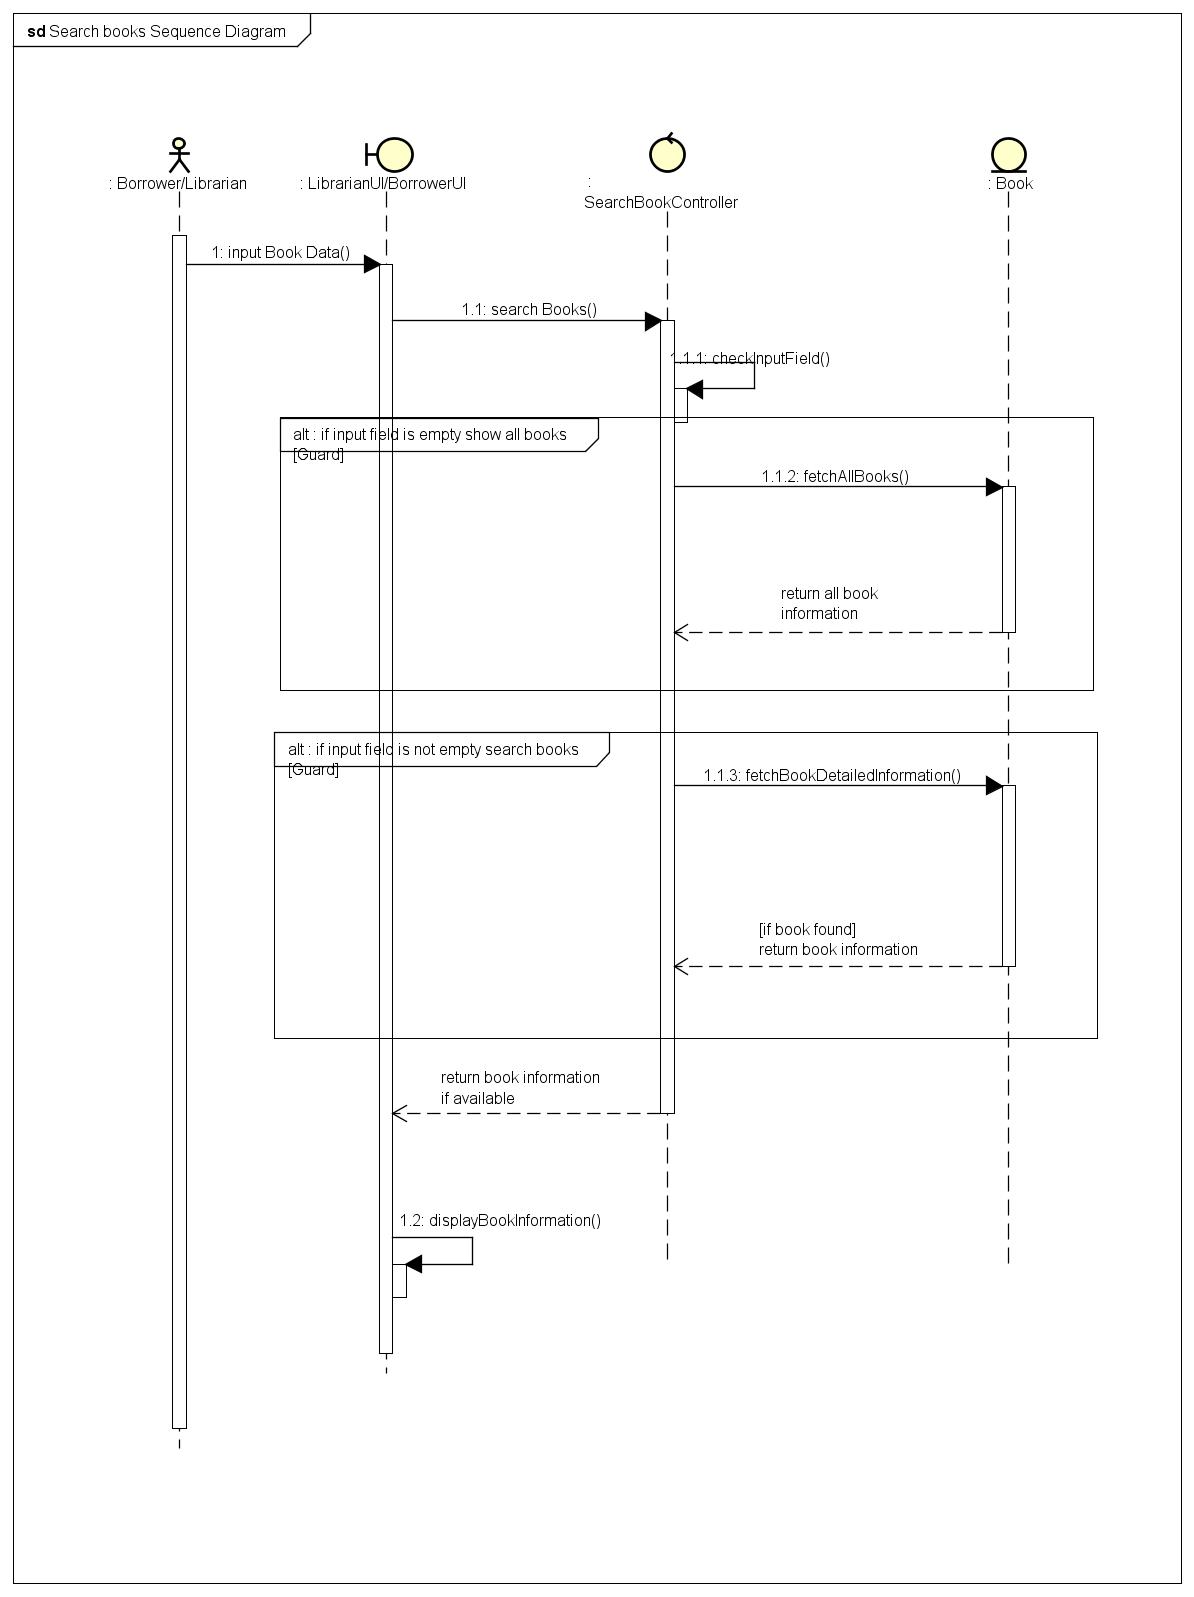 sd Search books Sequence Diagram
: Borrower/Librarian
: LibrarianUI/BorrowerUI
:
SearchBookController
: Book
1: input Book Data()
1.1: search Books()
1.1.1: checkInputField()
alt : if input field is empty show all books
[Guard]
1.1.2: fetchAllBooks()
return all book
information
alt : if input field is not empty search books
[Guard]
1.1.3: fetchBookDetailedInformation()
[if book found]
return book information
return book information
if available
1.2: displayBookInformation()